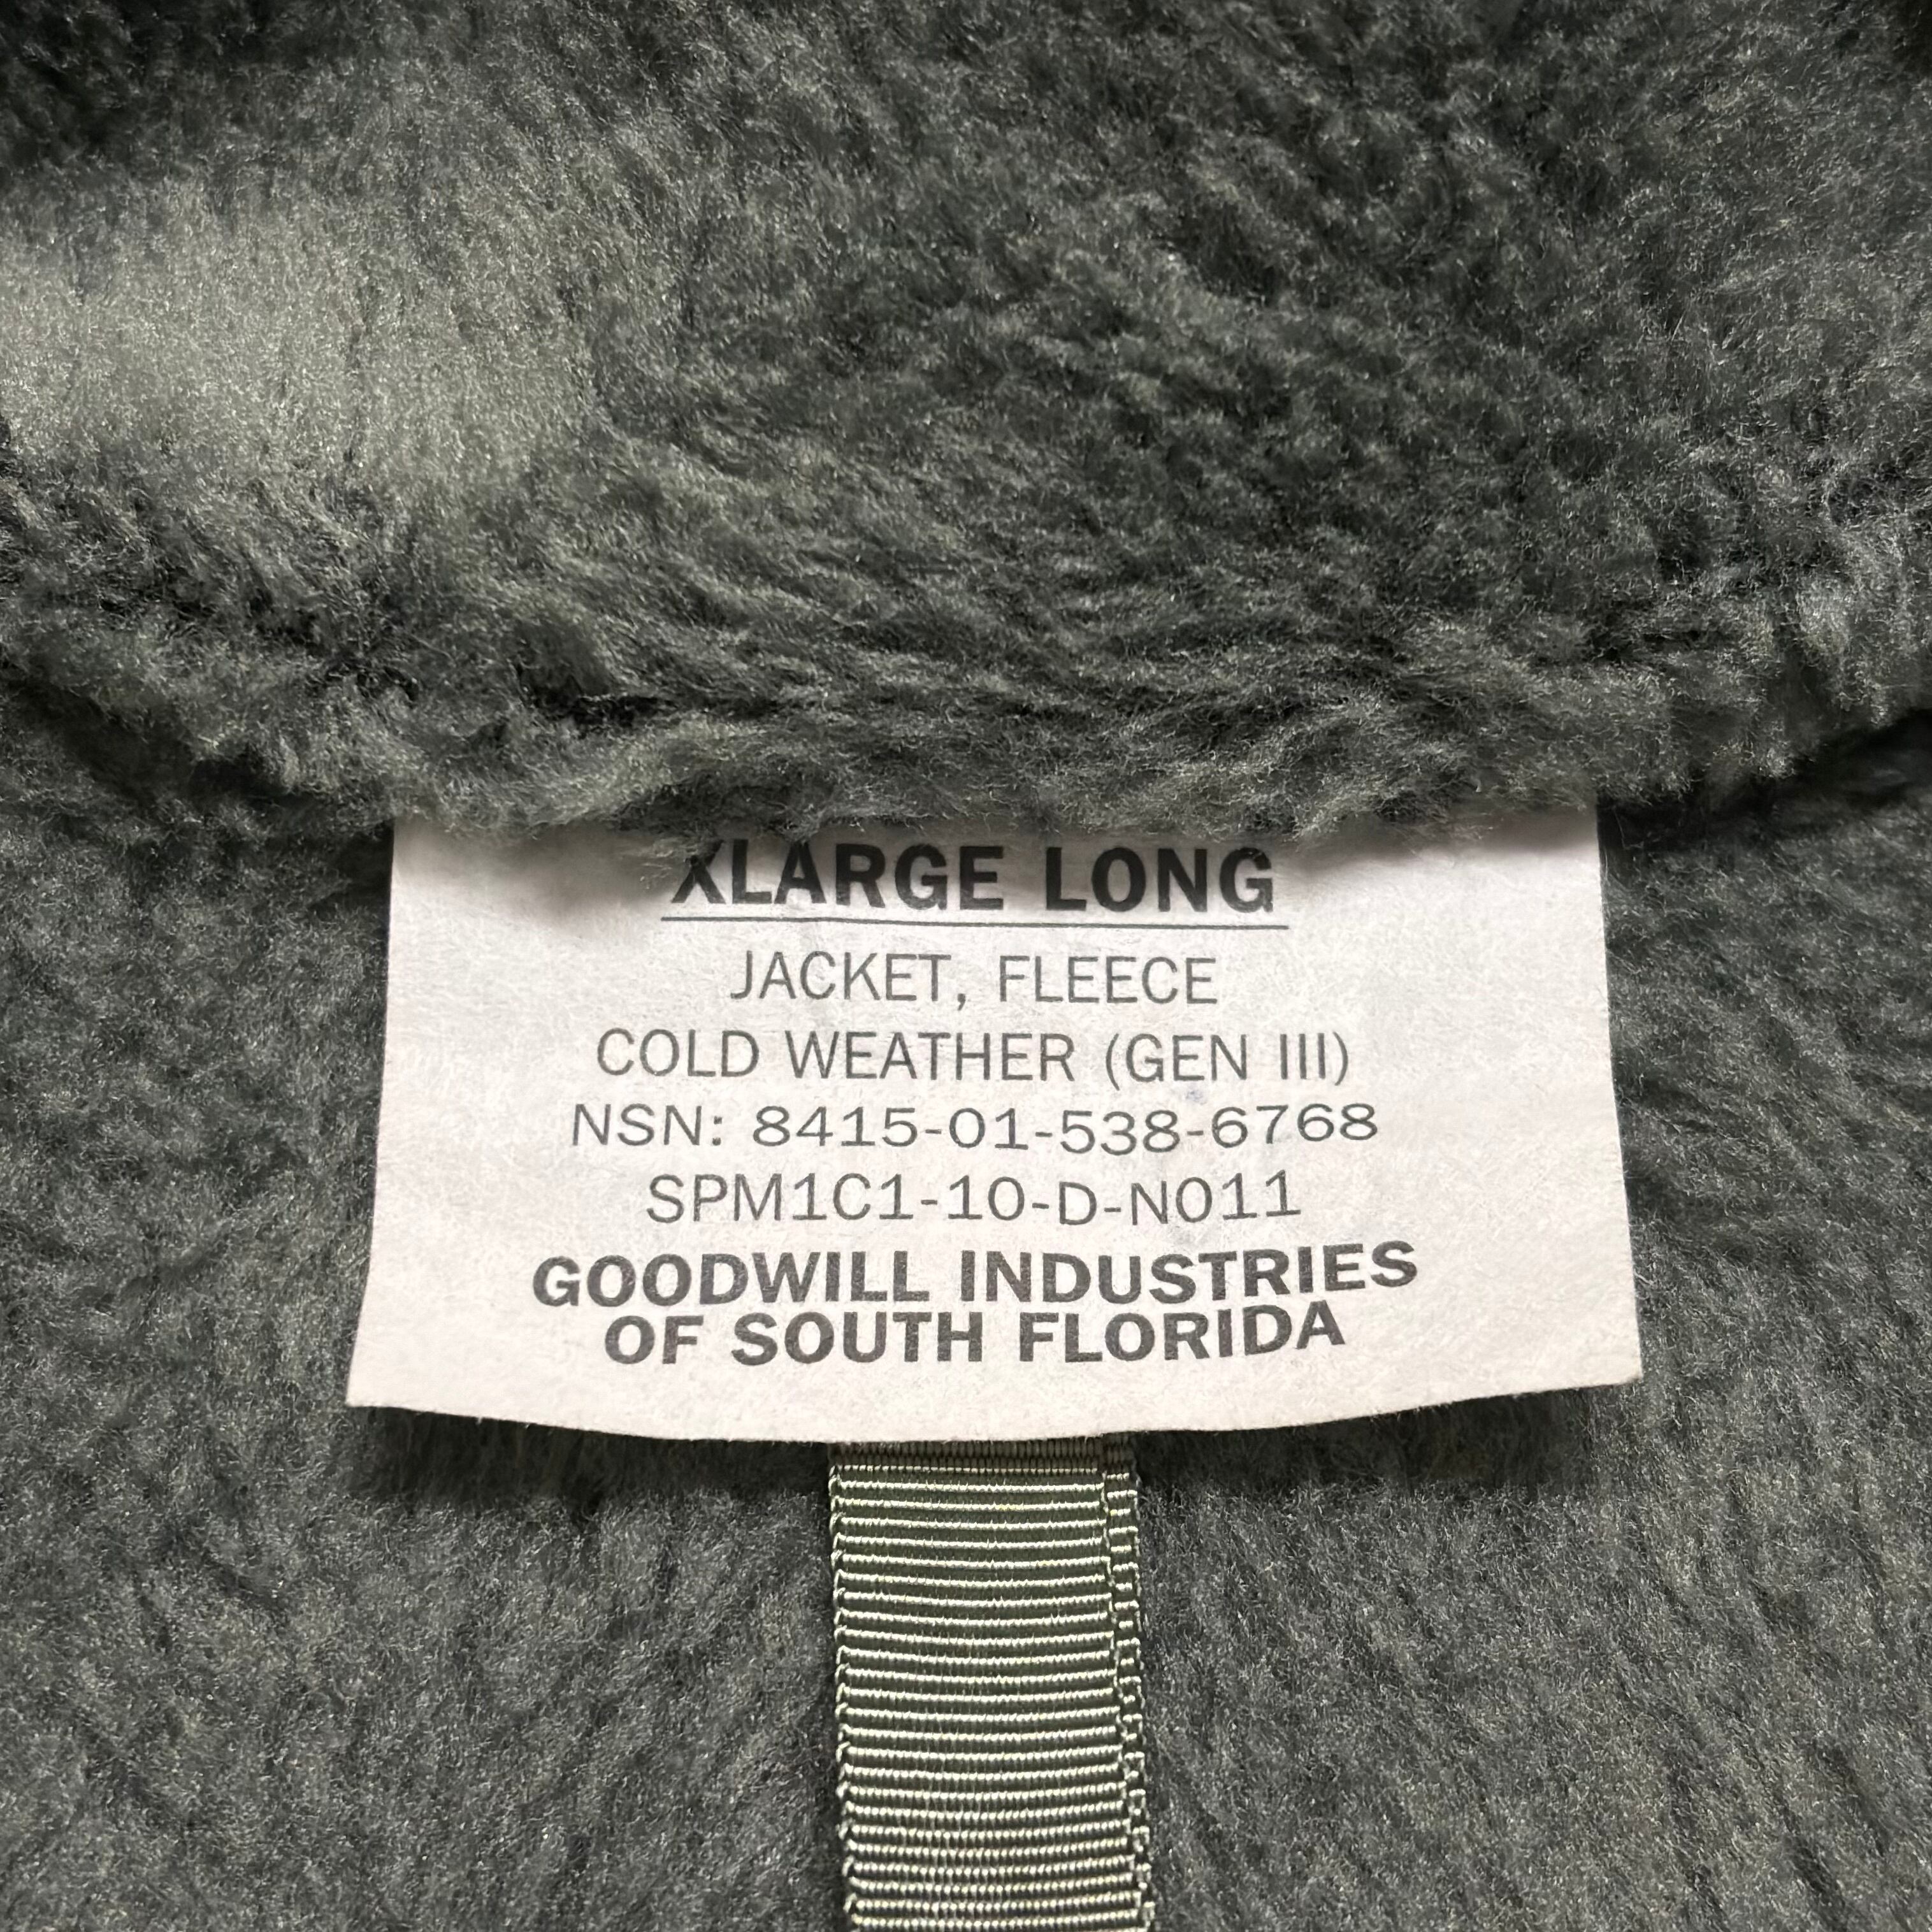 XLARGE LONG
JACKET, FLEECE
COLD WEATHER (GEN III)
NSN: 8415-01-538-6768
SPM1C1-10-D-N011
GOODWILL INDUSTRIES
OF SOUTH FLORIDA